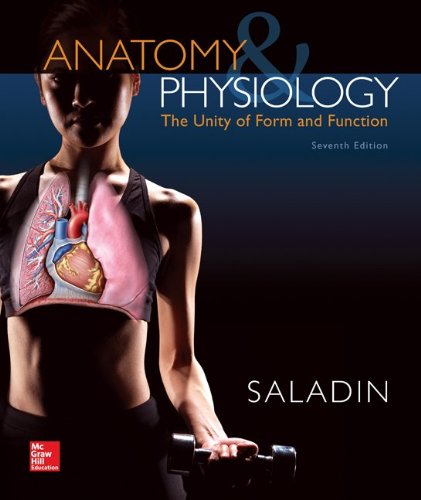 ANATOMY &
PHYSIOLOGY
The Unity of Form and Function
Seventh Edition
SALADIN
Mc
Graw
Hill
Education